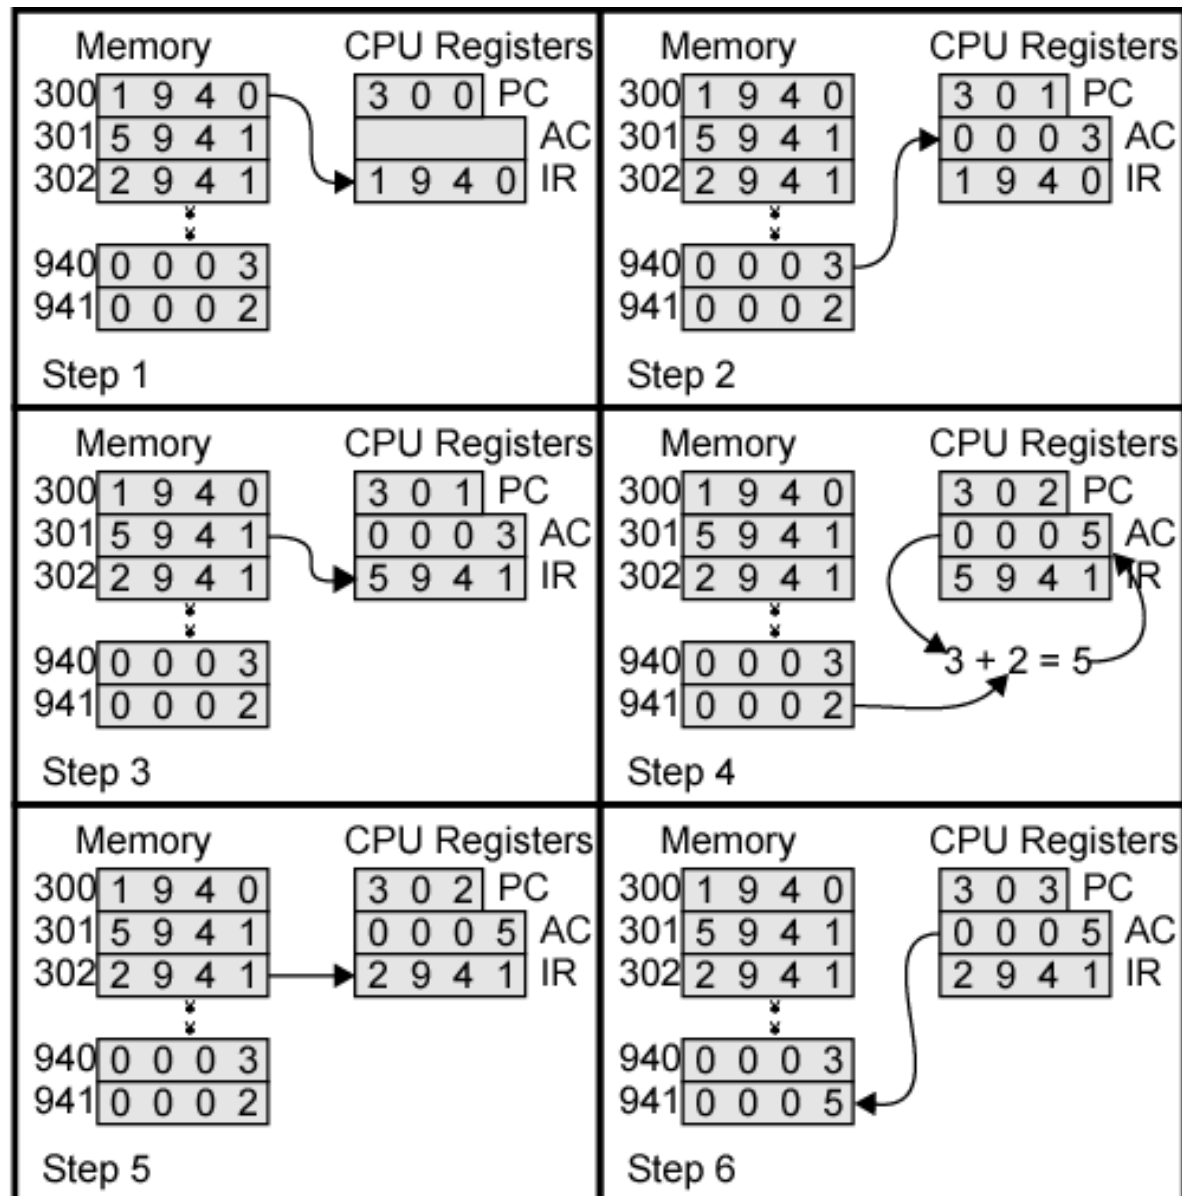 Memory CPU Registers
300 1 9 4 0 3 0 0 PC
301 5 9 4 1 AC
302 2 9 4 1 1 9 4 0 IR
940 0 0 0 3
941 0 0 0 2
Step 1
Memory CPU Registers
300 1 9 4 0 3 0 1 PC
301 5 9 4 1 0 0 0 3 AC
302 2 9 4 1 1 9 4 0 IR
940 0 0 0 3
941 0 0 0 2
Step 2
Memory CPU Registers
300 1 9 4 0 3 0 1 PC
301 5 9 4 1 0 0 0 3 AC
302 2 9 4 1 5 9 4 1 IR
940 0 0 0 3
941 0 0 0 2
Step 3
Memory CPU Registers
300 1 9 4 0 3 0 2 PC
301 5 9 4 1 0 0 0 5 AC
302 2 9 4 1 5 9 4 1 IR
940 0 0 0 3 3 + 2 = 5
941 0 0 0 2
Step 4
Memory CPU Registers
300 1 9 4 0 3 0 2 PC
301 5 9 4 1 0 0 0 5 AC
302 2 9 4 1 2 9 4 1 IR
940 0 0 0 3
941 0 0 0 2
Step 5
Memory CPU Registers
300 1 9 4 0 3 0 3 PC
301 5 9 4 1 0 0 0 5 AC
302 2 9 4 1 2 9 4 1 IR
940 0 0 0 3
941 0 0 0 5
Step 6